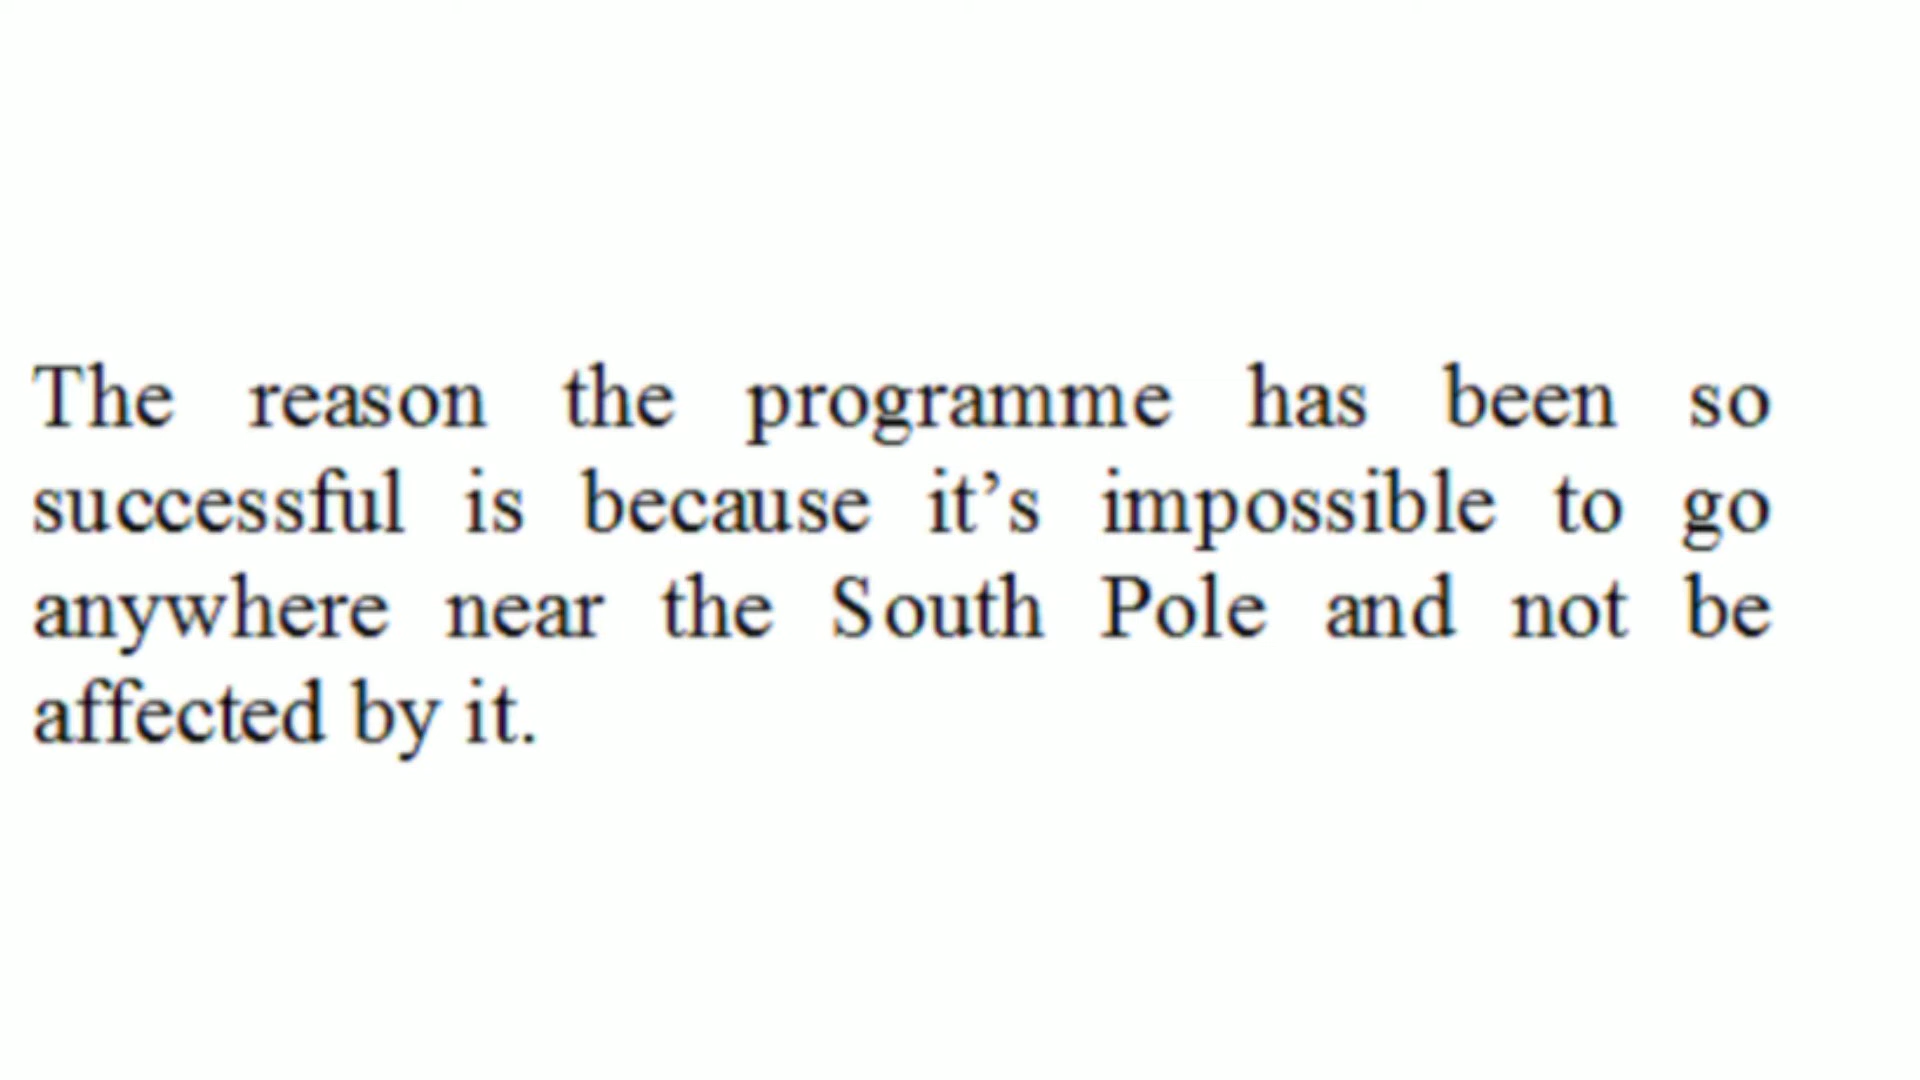 The reason the programme has been so
successful is because it’s impossible to go
anywhere near the South Pole and not be
affected by it.